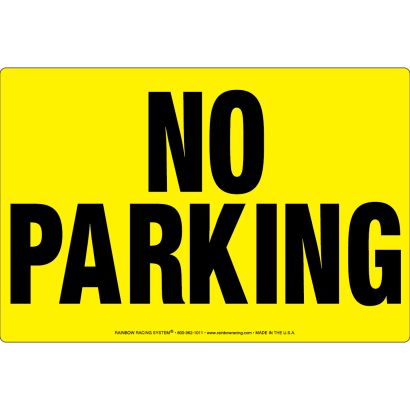 NO
PARKING
RAINBOW RACING SYSTEM® • 800-962-1011 • www.rainbowracing.com • MADE IN THE U.S.A.